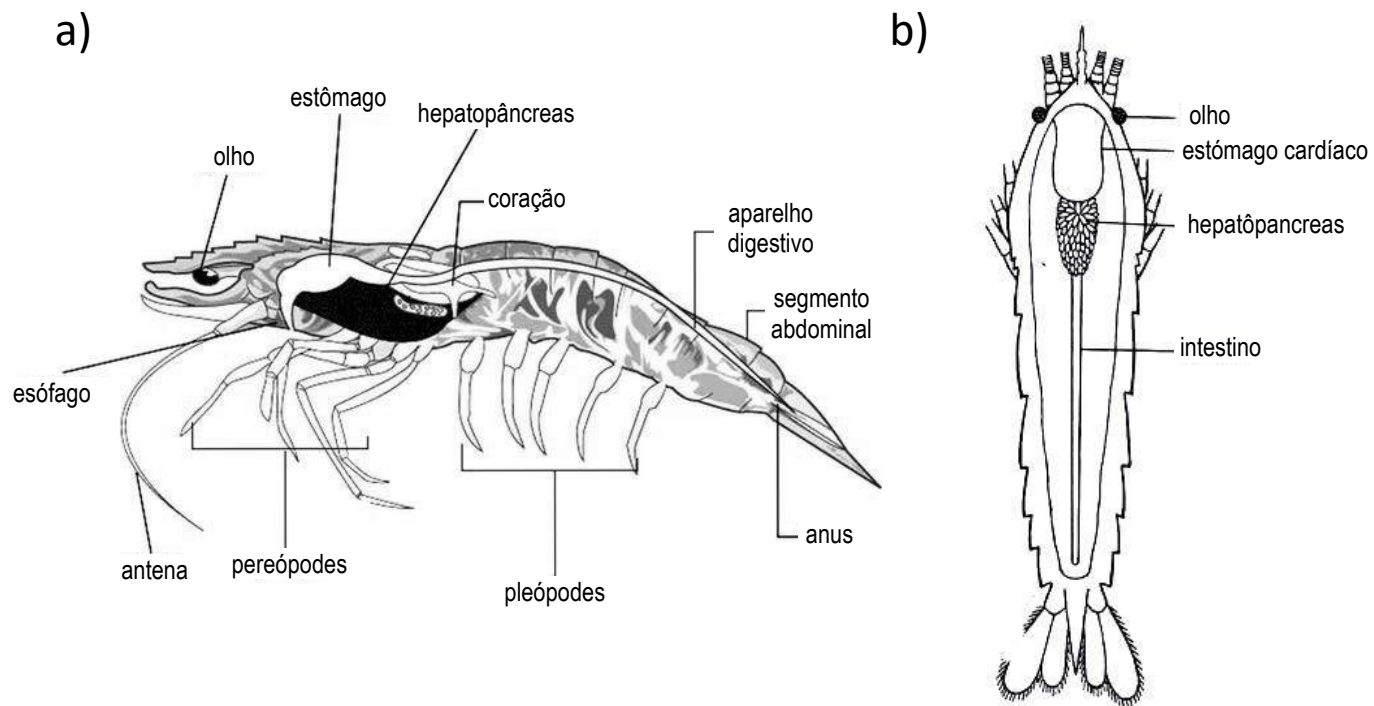 a)
estômago
hepatopâncreas
olho
coração
aparelho
digestivo
segmento
abdominal
esófago
anus
antena
pereópodes
pleópodes
b)
olho
estómago cardíaco
hepatôpancreas
intestino